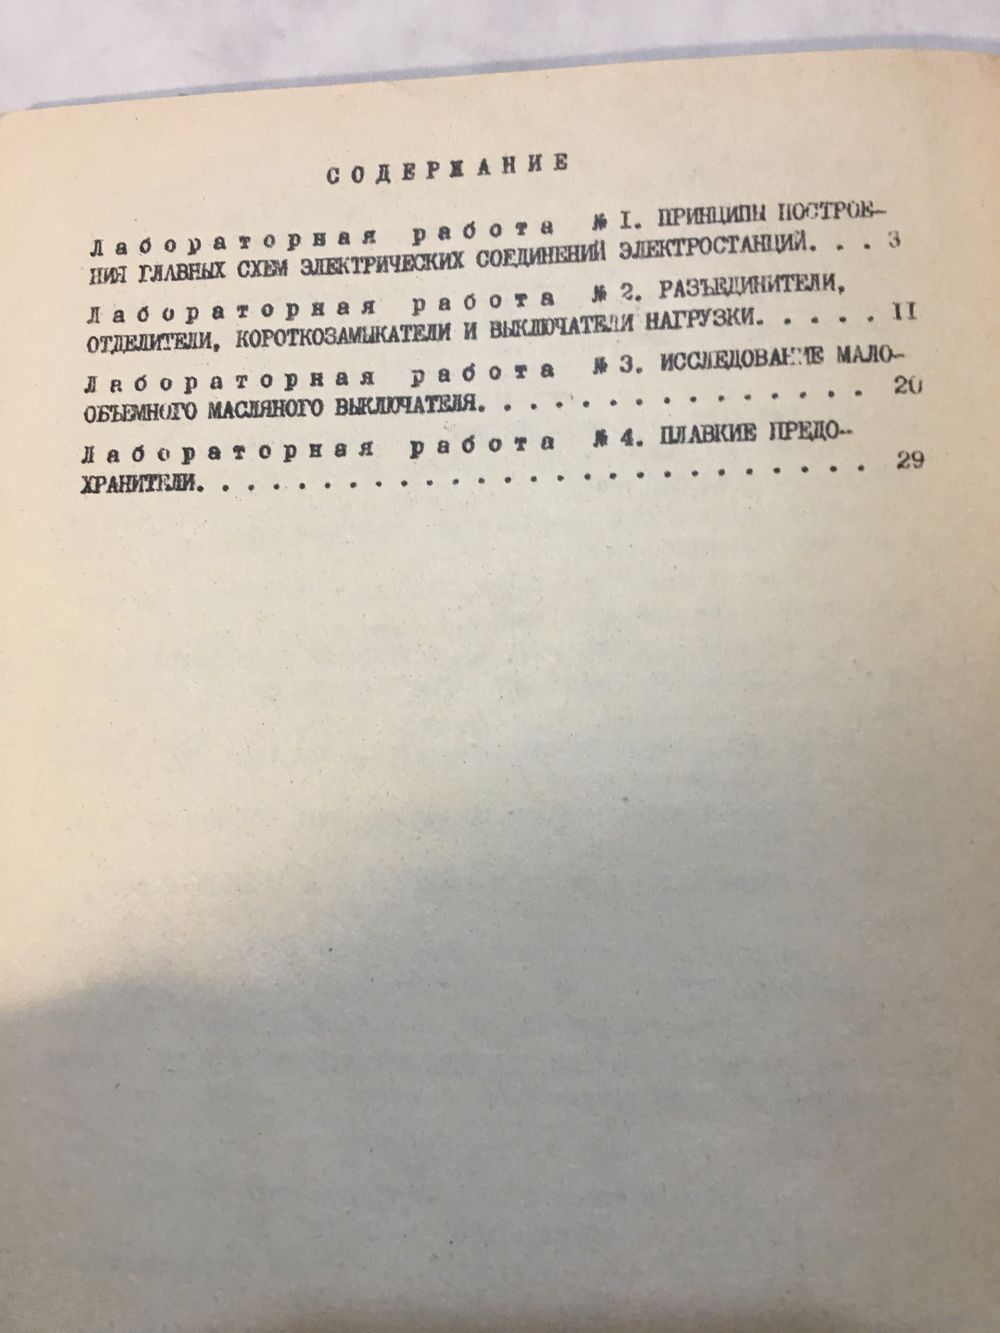 СОДЕРЖАНИЕ
Лабораторная работа № I. ПРИНЦИПЫ ПОСТРОЕ-
НИЯ ГЛАВНЫХ СХЕМ ЭЛЕКТРИЧЕСКИХ СОЕДИНЕНИЙ ЭЛЕКТРОСТАНЦИЙ. . . 3
Лабораторная работа № 2. РАЗЪЕДИНИТЕЛИ,
ОТДЕЛИТЕЛИ, КОРОТКОЗАМЫКАТЕЛИ И ВЫКЛЮЧАТЕЛИ НАГРУЗКИ. . . . . II
Лабораторная работа № 3. ИССЛЕДОВАНИЕ МАЛО-
ОБЪЕМНОГО МАСЛЯНОГО ВЫКЛЮЧАТЕЛЯ. . . . . . . . . . . . . . . . 20
Лабораторная работа № 4. ПЛАВКИЕ ПРЕДО-
ХРАНИТЕЛИ. . . . . . . . . . . . . . . . . . . . . . . . . . . 29